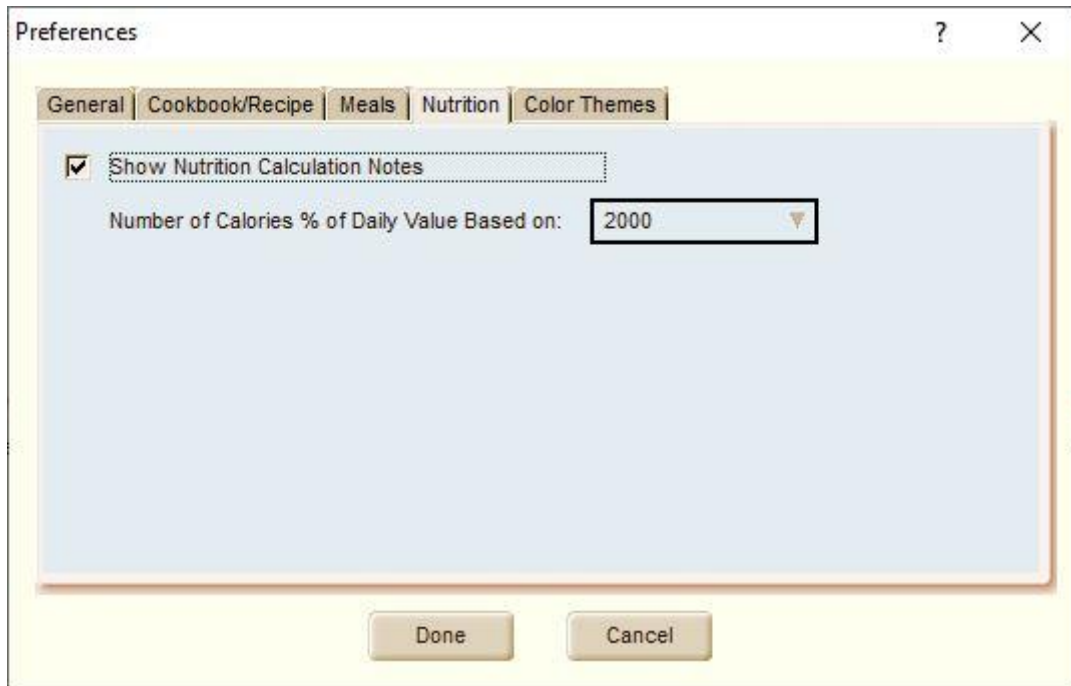 Preferences ?
General Cookbook/Recipe Meals Nutrition Color Themes
Show Nutrition Calculation Notes
Number of Calories % of Daily Value Based on: 2000
Done Cancel